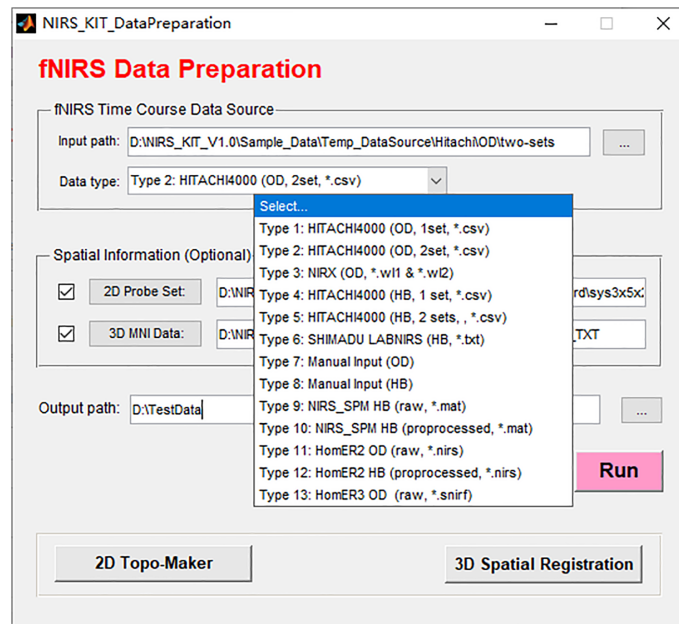 NIRS_KIT_DataPreparation
fNIRS Data Preparation
fNIRS Time Course Data Source
Input path: D:\NIRS_KIT_V1.0\Sample_Data\Temp_DataSource\Hitachi\OD\two-sets ...
Data type: Type 2: HITACHI4000 (OD, 2set, *.csv)
Select...
Type 1: HITACHI4000 (OD, 1set, *.csv)
Type 2: HITACHI4000 (OD, 2set, *.csv)
Type 3: NIRX (OD, *.wl1 & *.wl2)
Type 4: HITACHI4000 (HB, 1 set, *.csv)
Type 5: HITACHI4000 (HB, 2 sets, , *.csv)
Type 6: SHIMADU LABNIRS (HB, *.txt)
Type 7: Manual Input (OD)
Type 8: Manual Input (HB)
Type 9: NIRS_SPM HB (raw, *.mat)
Type 10: NIRS_SPM HB (proprocessed, *.mat)
Type 11: HomER2 OD (raw, *.nirs)
Type 12: HomER2 HB (proprocessed, *.nirs)
Type 13: HomER3 OD (raw, *.snirf)
Spatial Information (Optional)
2D Probe Set: D:\NIR rd\sys3x5x2
3D MNI Data: D:\NIR _TXT
Output path: D:\TestData ...
Run
2D Topo-Maker
3D Spatial Registration